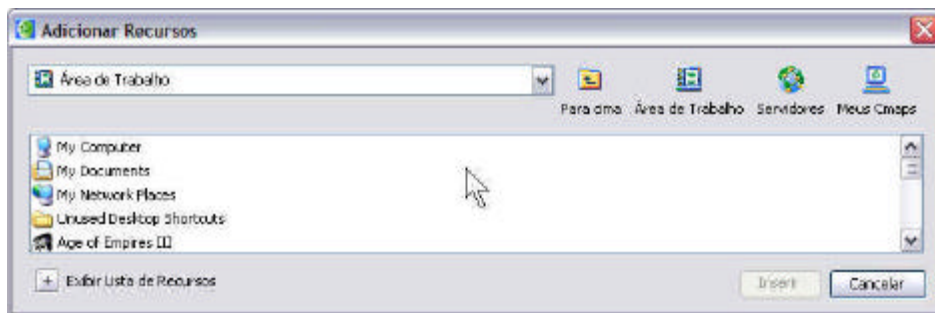 Adicionar Recursos
Área de Trabalho
Para cima Área de Trabalho Servidores Meus Cmaps
My Computer
My Documents
My Network Places
Unused Desktop Shortcuts
Age of Empires III
Exibir Lista de Recursos Insert Cancelar